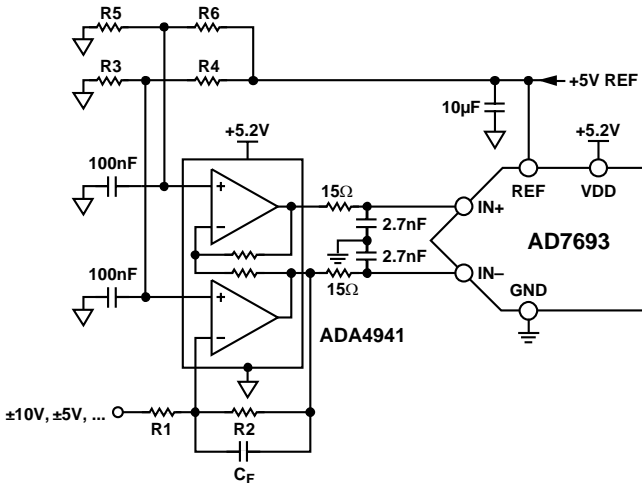 R5
R6
R3
R4
+5V REF
10µF
+5.2V
+5.2V
100nF
15Ω
REF
VDD
+
−
IN+
2.7nF
AD7693
2.7nF
100nF
IN−
15Ω
+
−
GND
ADA4941
±10V, ±5V, ...
R1
R2
CF